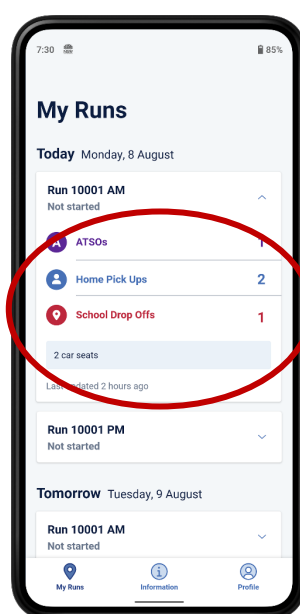 7:30 85%
My Runs
Today Monday, 8 August
Run 10001 AM
Not started
A ATSOs 1
Home Pick Ups 2
School Drop Offs 1
2 car seats
Last updated 2 hours ago
Run 10001 PM
Not started
Tomorrow Tuesday, 9 August
Run 10001 AM
Not started
My Runs Information Profile